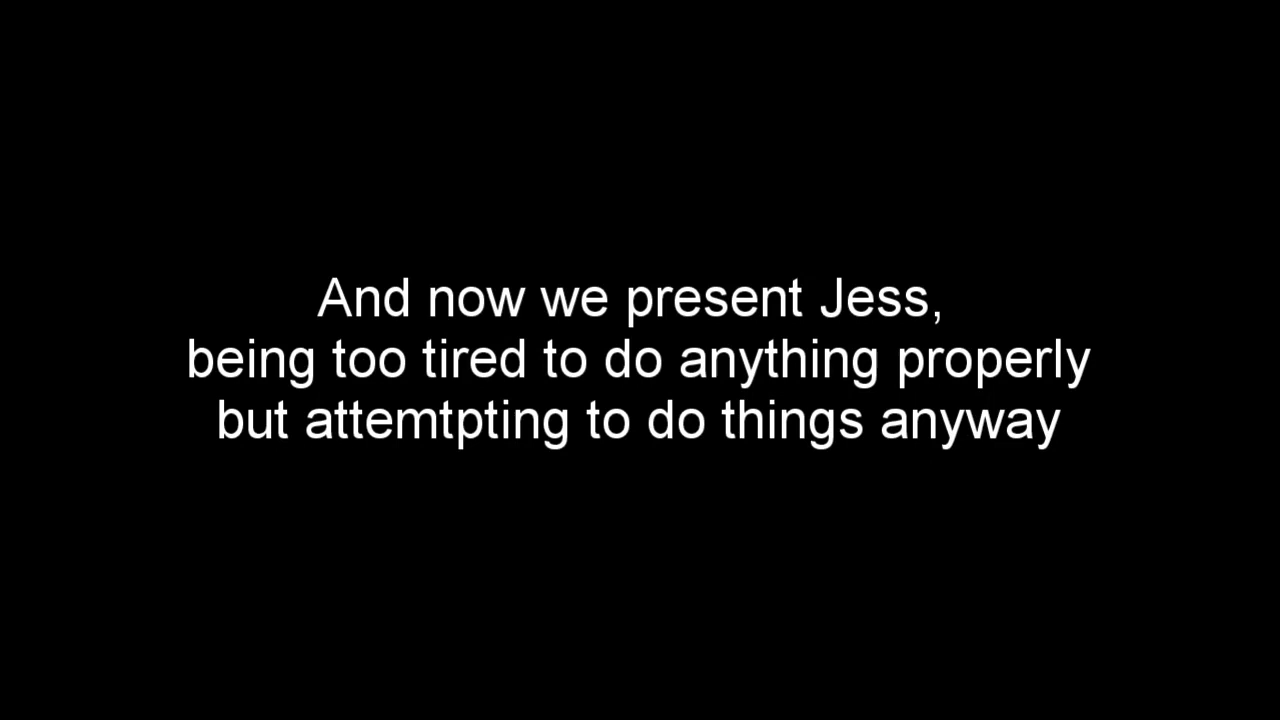 And now we present Jess,
being too tired to do anything properly
but attemtpting to do things anyway